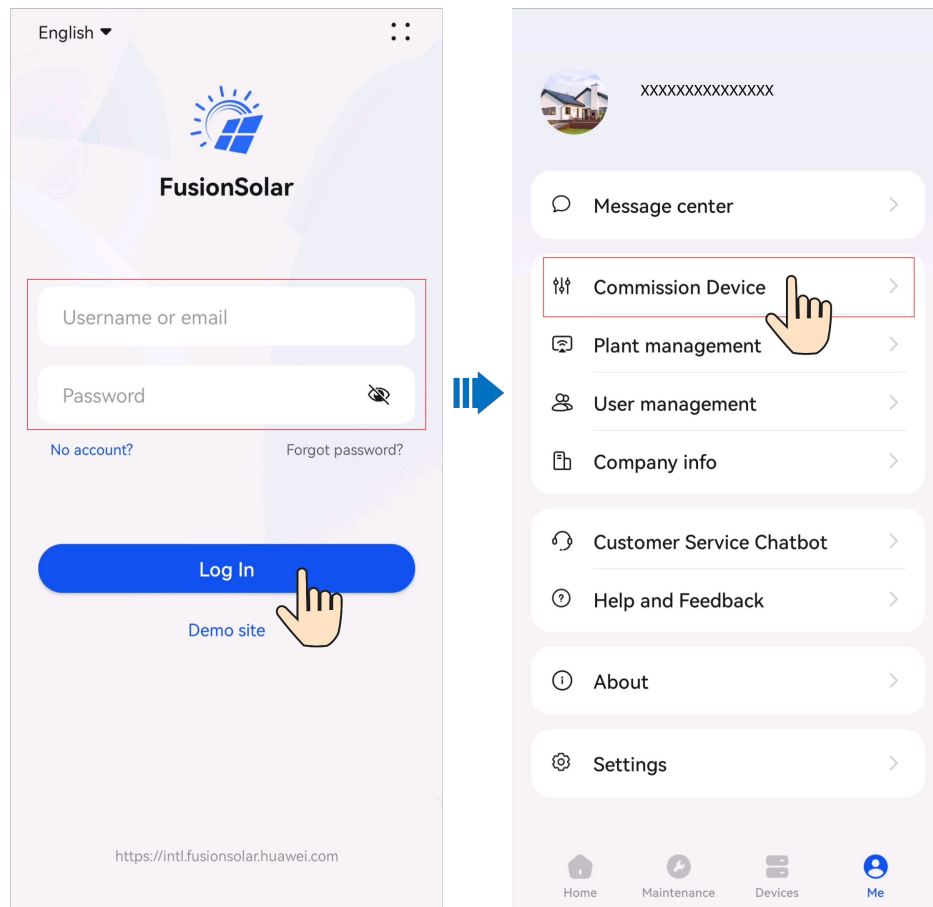 English
FusionSolar
Username or email
Password
No account?
Forgot password?
Log In
Demo site
https://intl.fusionsolar.huawei.com
XXXXXXXXXXXXXXX
Message center
Commission Device
Plant management
User management
Company info
Customer Service Chatbot
Help and Feedback
About
Settings
Home
Maintenance
Devices
Me